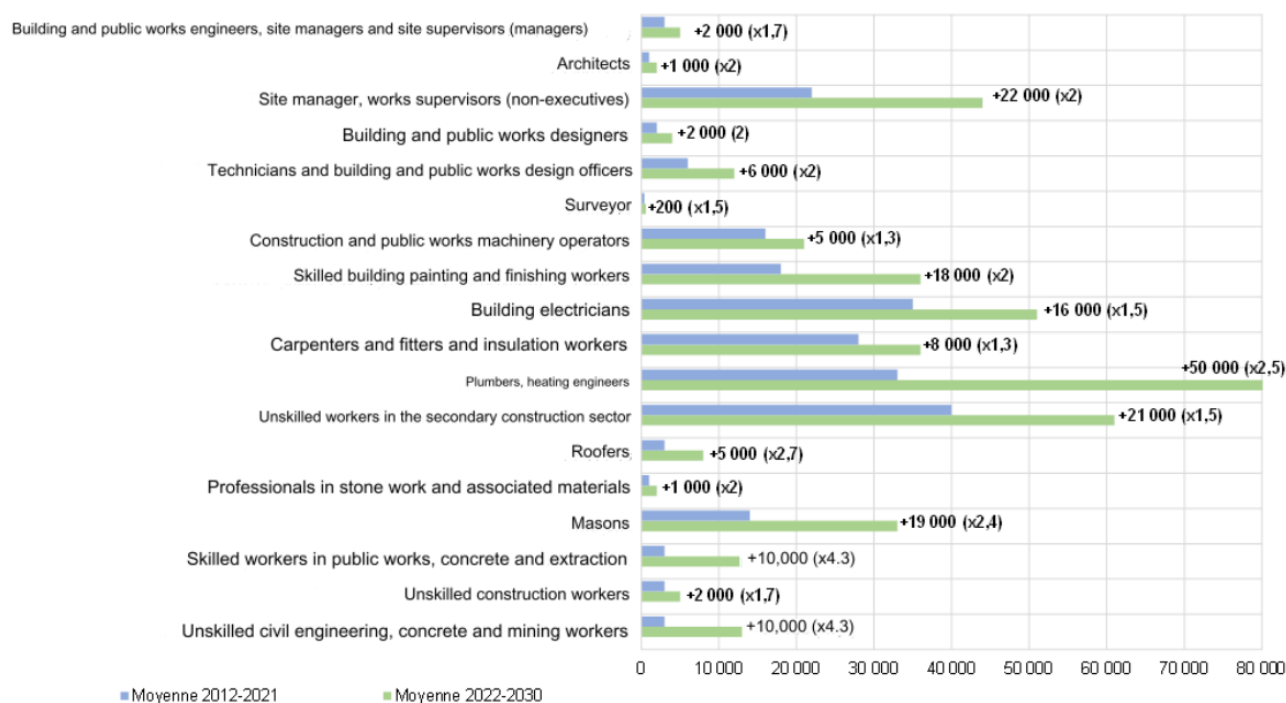 Building and public works engineers, site managers and site supervisors (managers)
+2 000 (x1,7)
Architects
+1 000 (x2)
Site manager, works supervisors (non-executives)
+22 000 (x2)
Building and public works designers
+2 000 (2)
Technicians and building and public works design officers
+6 000 (x2)
Surveyor
+200 (x1,5)
Construction and public works machinery operators
+5 000 (x1,3)
Skilled building painting and finishing workers
+18 000 (x2)
Building electricians
+16 000 (x1,5)
Carpenters and fitters and insulation workers
+8 000 (x1,3)
Plumbers, heating engineers
+50 000 (x2,5)
Unskilled workers in the secondary construction sector
+21 000 (x1,5)
Roofers
+5 000 (x2,7)
Professionals in stone work and associated materials
+1 000 (x2)
Masons
+19 000 (x2,4)
Skilled workers in public works, concrete and extraction
+10,000 (x4.3)
Unskilled construction workers
+2 000 (x1,7)
Unskilled civil engineering, concrete and mining workers
+10,000 (x4.3)
0 10 000 20 000 30 000 40 000 50 000 60 000 70 000 80 000
Moyenne 2012-2021 Moyenne 2022-2030